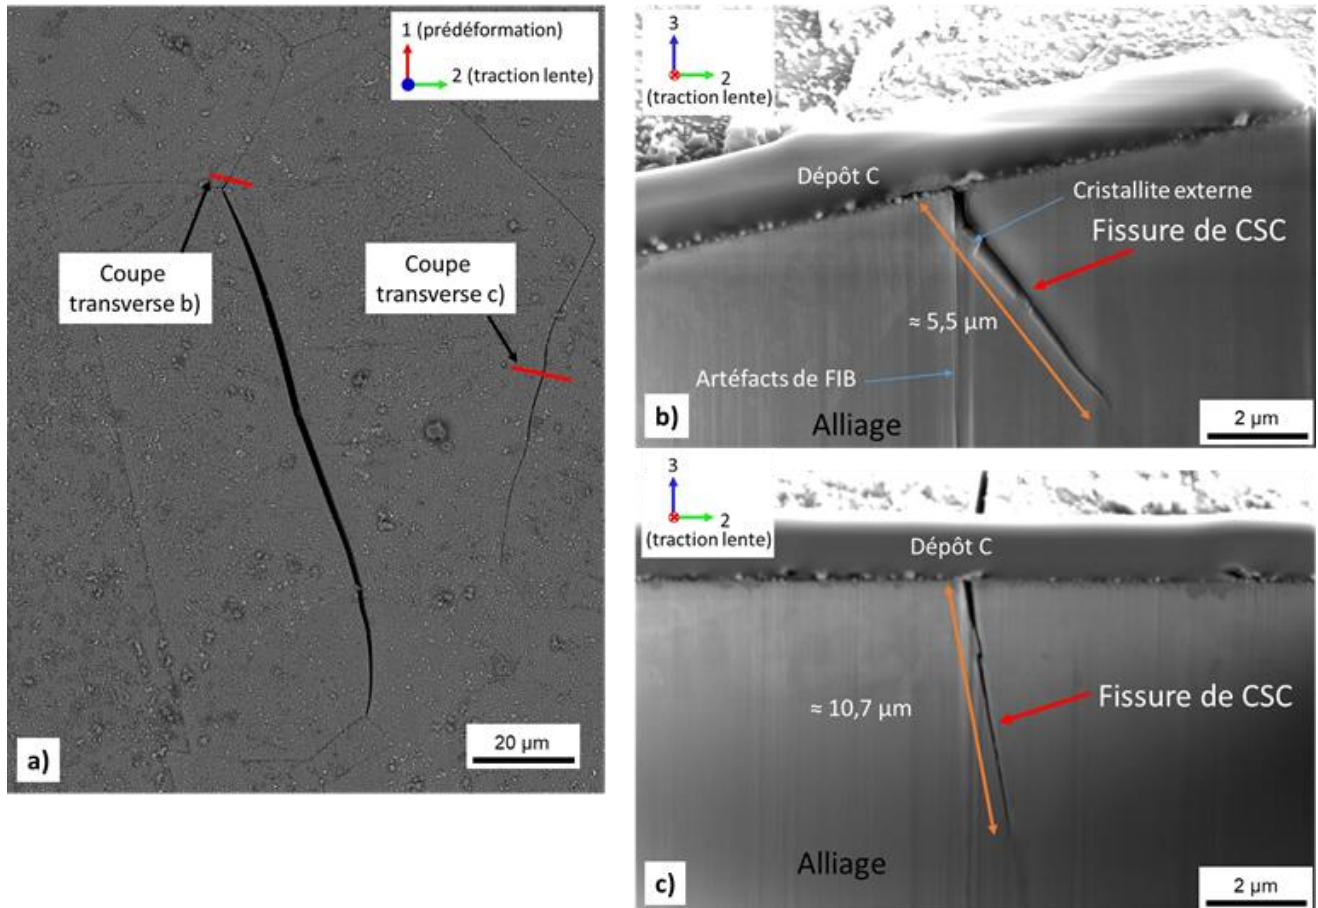 1 (prédéformation)
2 (traction lente)
Coupe
transverse b)
Coupe
transverse c)
20 µm
a)
3
2
(traction lente)
Dépôt C
Cristallite externe
Fissure de CSC
≈ 5,5 µm
Artéfacts de FIB
Alliage
2 µm
b)
3
2
(traction lente)
Dépôt C
Fissure de CSC
≈ 10,7 µm
Alliage
2 µm
c)